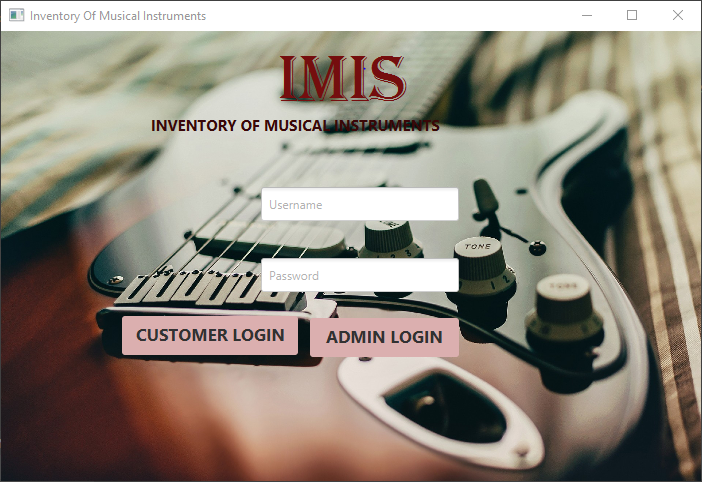 Inventory Of Musical Instruments
IMIS
INVENTORY OF MUSICAL INSTRUMENTS
Username
TONE
Password
TONE
CUSTOMER LOGIN
ADMIN LOGIN